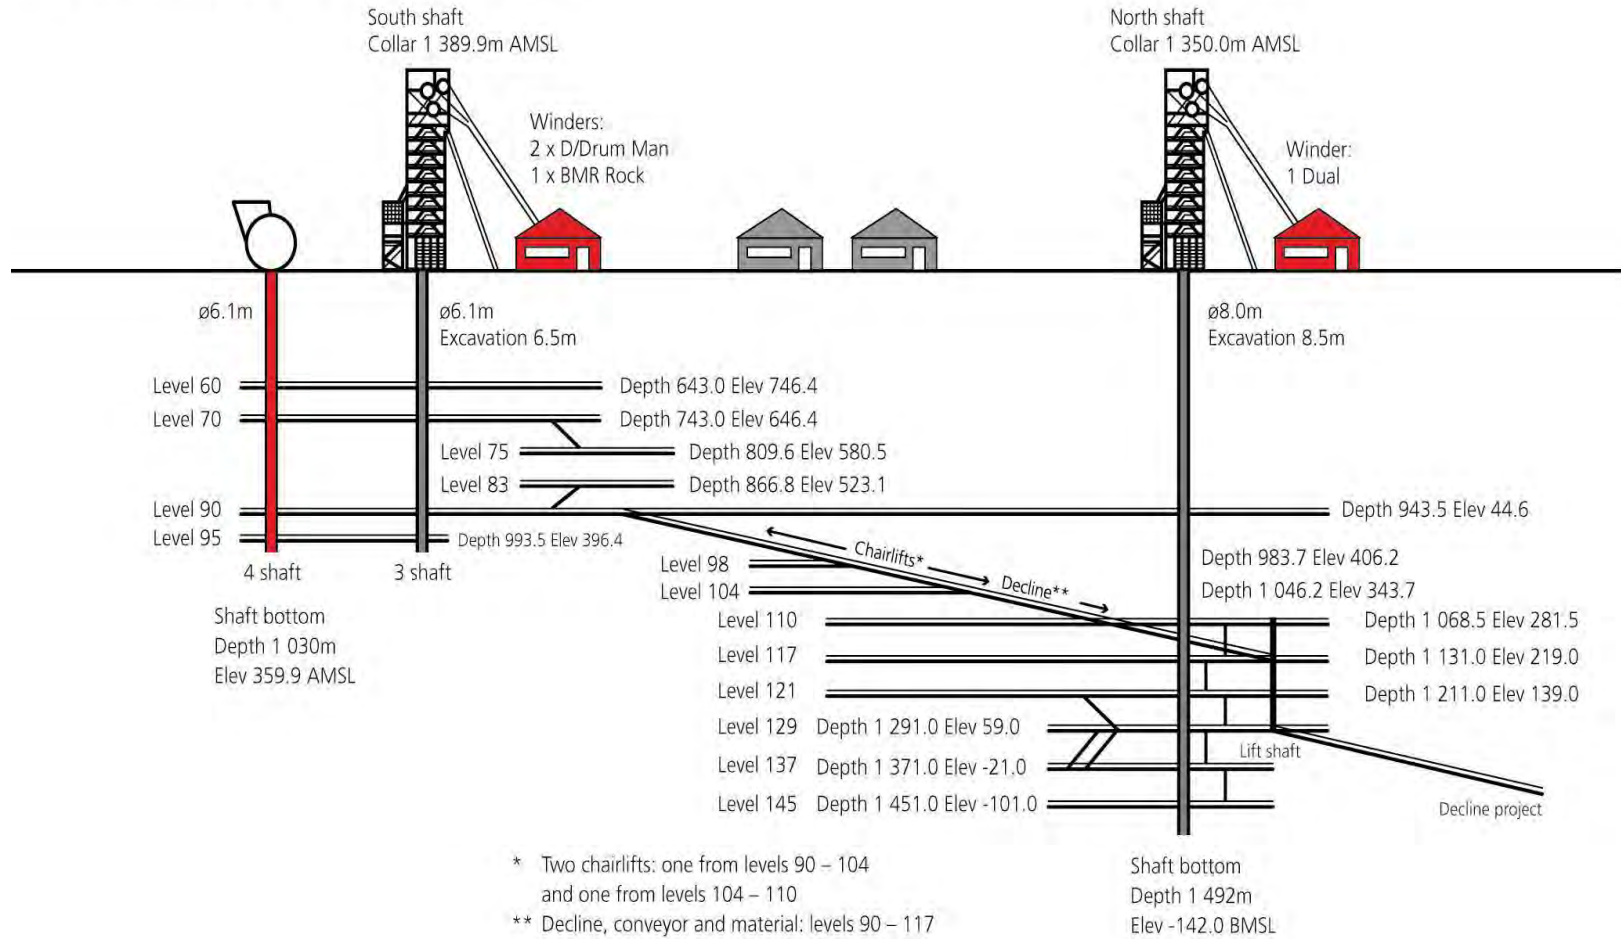 South shaft
Collar 1 389.9m AMSL
North shaft
Collar 1 350.0m AMSL
Winders:
2 x D/Drum Man
1 x BMR Rock
Winder:
1 Dual
ø6.1m
ø6.1m
Excavation 6.5m
ø8.0m
Excavation 8.5m
Level 60
Depth 643.0 Elev 746.4
Level 70
Depth 743.0 Elev 646.4
Level 75
Depth 809.6 Elev 580.5
Level 83
Depth 866.8 Elev 523.1
Level 90
Depth 943.5 Elev 44.6
Level 95
Depth 993.5 Elev 396.4
4 shaft
3 shaft
Chairlifts*
Decline**
Level 98
Depth 983.7 Elev 406.2
Level 104
Depth 1 046.2 Elev 343.7
Shaft bottom
Depth 1 030m
Elev 359.9 AMSL
Level 110
Depth 1 068.5 Elev 281.5
Level 117
Depth 1 131.0 Elev 219.0
Level 121
Depth 1 211.0 Elev 139.0
Level 129
Depth 1 291.0 Elev 59.0
Lift shaft
Level 137
Depth 1 371.0 Elev -21.0
Level 145
Depth 1 451.0 Elev -101.0
Decline project
* Two chairlifts: one from levels 90 – 104
and one from levels 104 – 110
** Decline, conveyor and material: levels 90 – 117
Shaft bottom
Depth 1 492m
Elev -142.0 BMSL